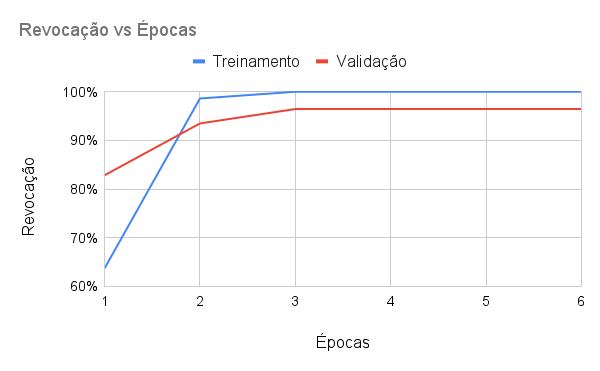 Revocação vs Épocas
Treinamento Validação
100%
90%
80%
70%
60%
Revocação
1 2 3 4 5 6
Épocas